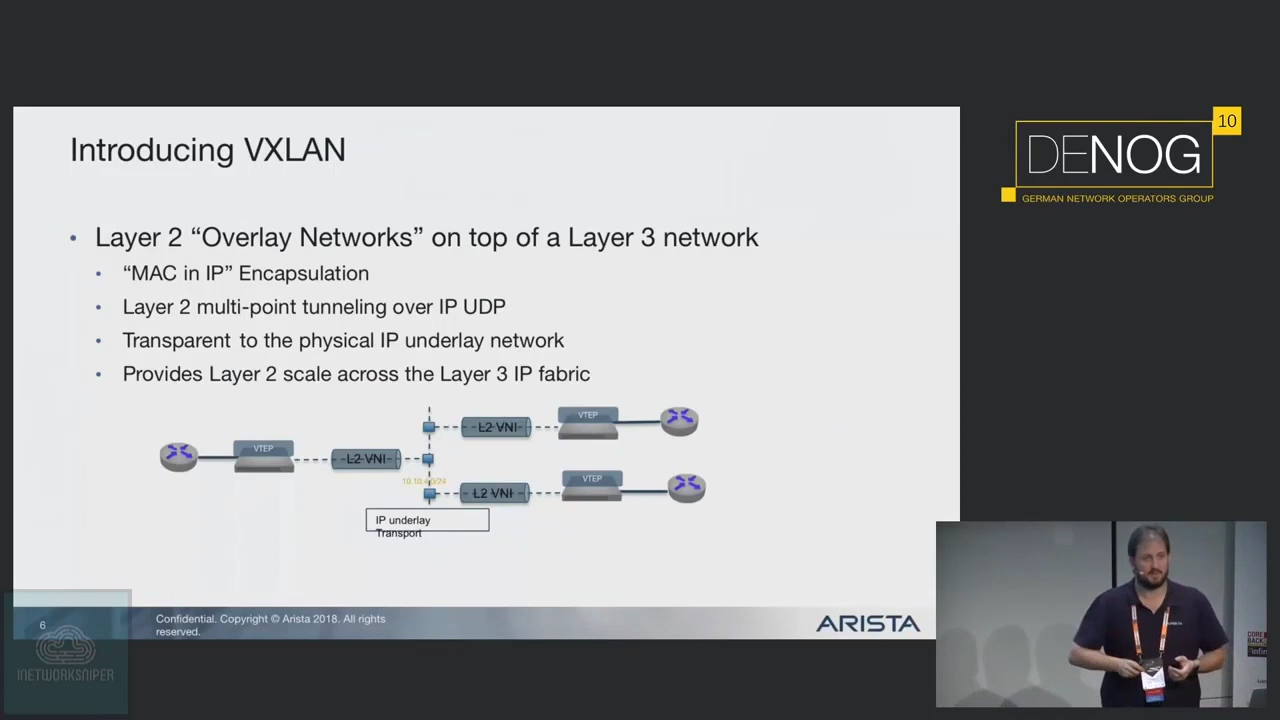 Introducing VXLAN
• Layer 2 “Overlay Networks” on top of a Layer 3 network
• “MAC in IP” Encapsulation
• Layer 2 multi-point tunneling over IP UDP
• Transparent to the physical IP underlay network
• Provides Layer 2 scale across the Layer 3 IP fabric
VTEP
L2 VNI
L2 VNI
VTEP
L2 VNI
VTEP
IP underlay
Transport
6
Confidential. Copyright © Arista 2018. All rights
reserved.
ARISTA
INETWORKSNIPER
10
DENOG
GERMAN NETWORK OPERATORS GROUP
CORE
BACK